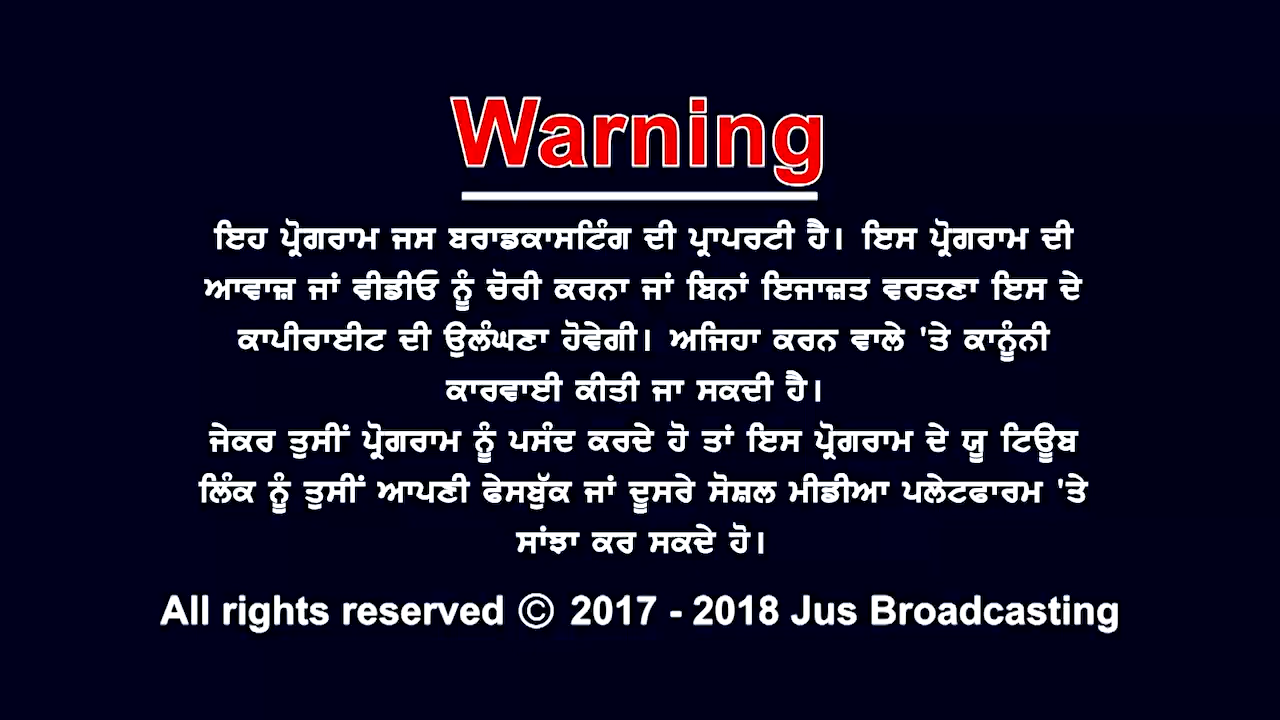 Warning
ਇਹ ਪ੍ਰੋਗਰਾਮ ਜਸ ਬਰਾਡਕਾਸਟਿੰਗ ਦੀ ਪ੍ਰਾਪਰਟੀ ਹੈ। ਇਸ ਪ੍ਰੋਗਰਾਮ ਦੀ
ਆਵਾਜ਼ ਜਾਂ ਵੀਡੀਓ ਨੂੰ ਚੋਰੀ ਕਰਨਾ ਜਾਂ ਬਿਨਾਂ ਇਜਾਜ਼ਤ ਵਰਤਣਾ ਇਸ ਦੇ
ਕਾਪੀਰਾਈਟ ਦੀ ਉਲੰਘਣਾ ਹੋਵੇਗੀ। ਅਜਿਹਾ ਕਰਨ ਵਾਲੇ 'ਤੇ ਕਾਨੂੰਨੀ
ਕਾਰਵਾਈ ਕੀਤੀ ਜਾ ਸਕਦੀ ਹੈ।
ਜੇਕਰ ਤੁਸੀਂ ਪ੍ਰੋਗਰਾਮ ਨੂੰ ਪਸੰਦ ਕਰਦੇ ਹੋ ਤਾਂ ਇਸ ਪ੍ਰੋਗਰਾਮ ਦੇ ਯੂ ਟਿਊਬ
ਲਿੰਕ ਨੂੰ ਤੁਸੀਂ ਆਪਣੀ ਫੇਸਬੁੱਕ ਜਾਂ ਦੂਸਰੇ ਸੋਸ਼ਲ ਮੀਡੀਆ ਪਲੇਟਫਾਰਮ 'ਤੇ
ਸਾਂਝਾ ਕਰ ਸਕਦੇ ਹੋ।
All rights reserved © 2017 - 2018 Jus Broadcasting